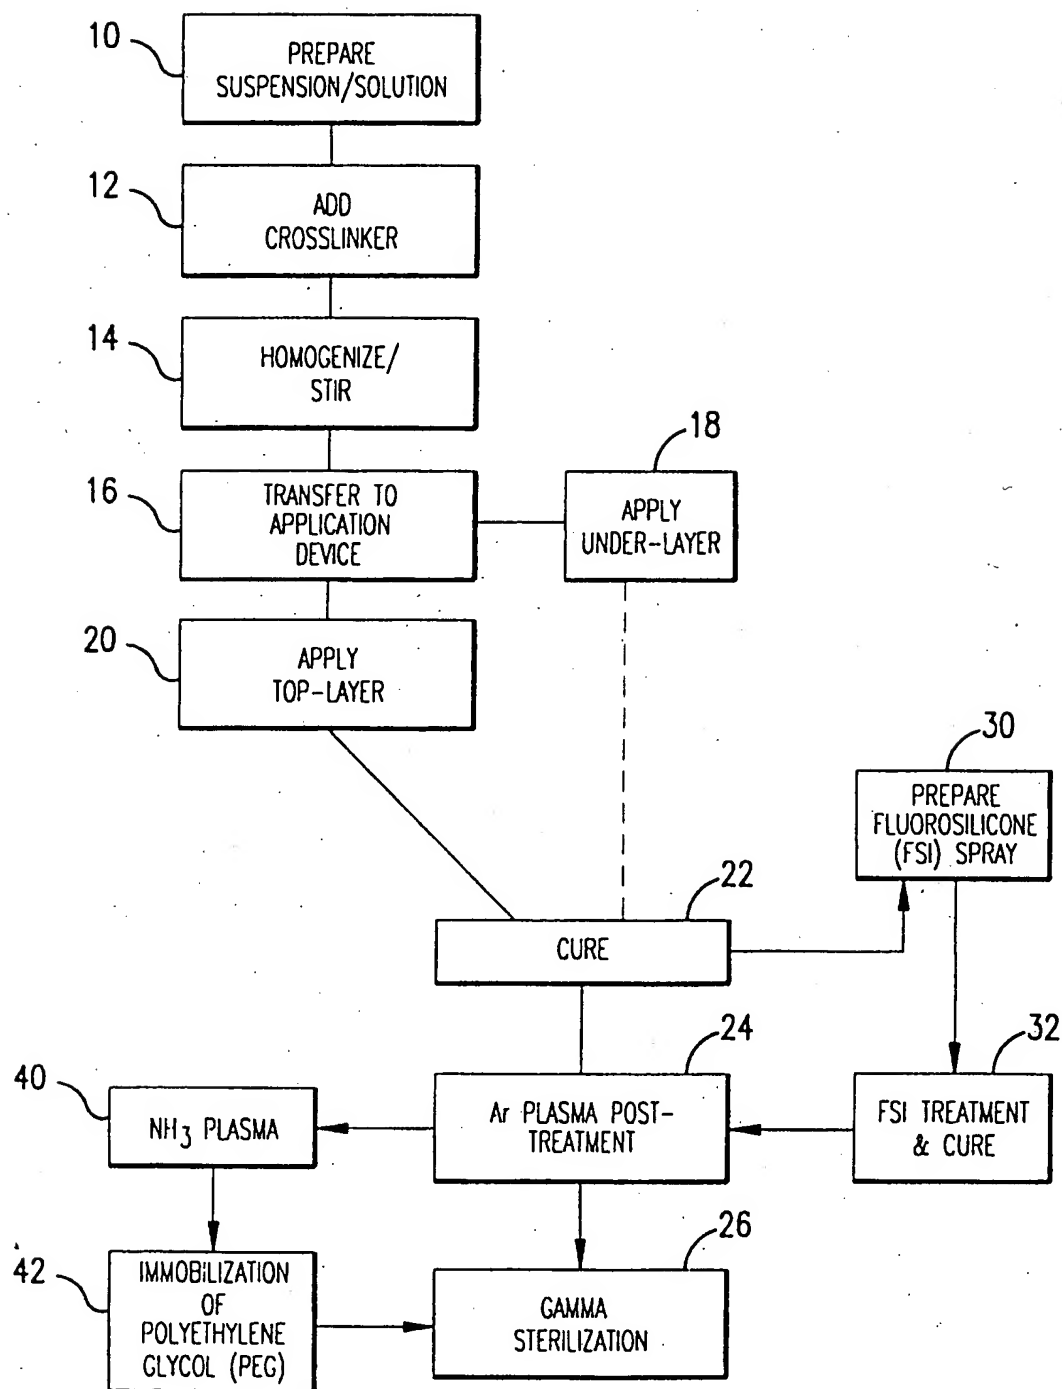 10
PREPARE
SUSPENSION/SOLUTION
12
ADD
CROSSLINKER
14
HOMOGENIZE/
STIR
16
TRANSFER TO
APPLICATION
DEVICE
18
APPLY
UNDER-LAYER
20
APPLY
TOP-LAYER
30
PREPARE
FLUOROSILICONE
(FSI) SPRAY
22
CURE
24
Ar PLASMA POST-
TREATMENT
32
FSI TREATMENT
& CURE
40
NH3 PLASMA
26
GAMMA
STERILIZATION
42
IMMOBILIZATION
OF
POLYETHYLENE
GLYCOL (PEG)